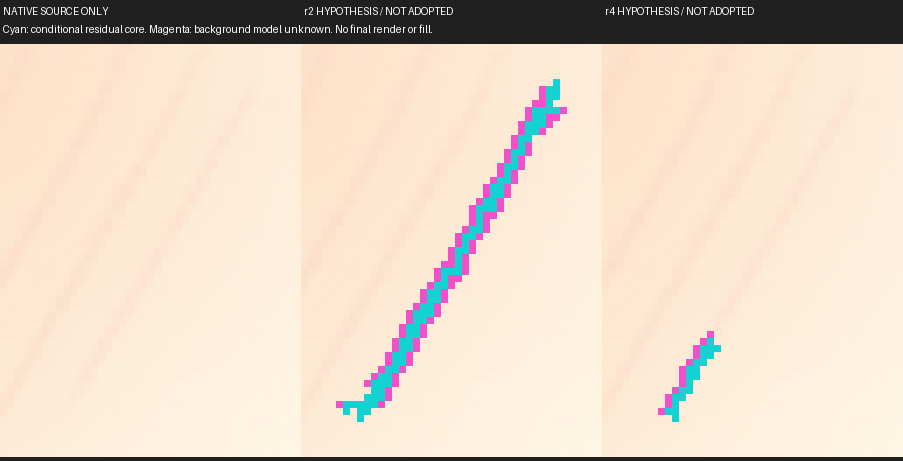 NATIVE SOURCE ONLY
r2 HYPOTHESIS / NOT ADOPTED
r4 HYPOTHESIS / NOT ADOPTED
Cyan: conditional residual core. Magenta: background model unknown. No final render or fill.